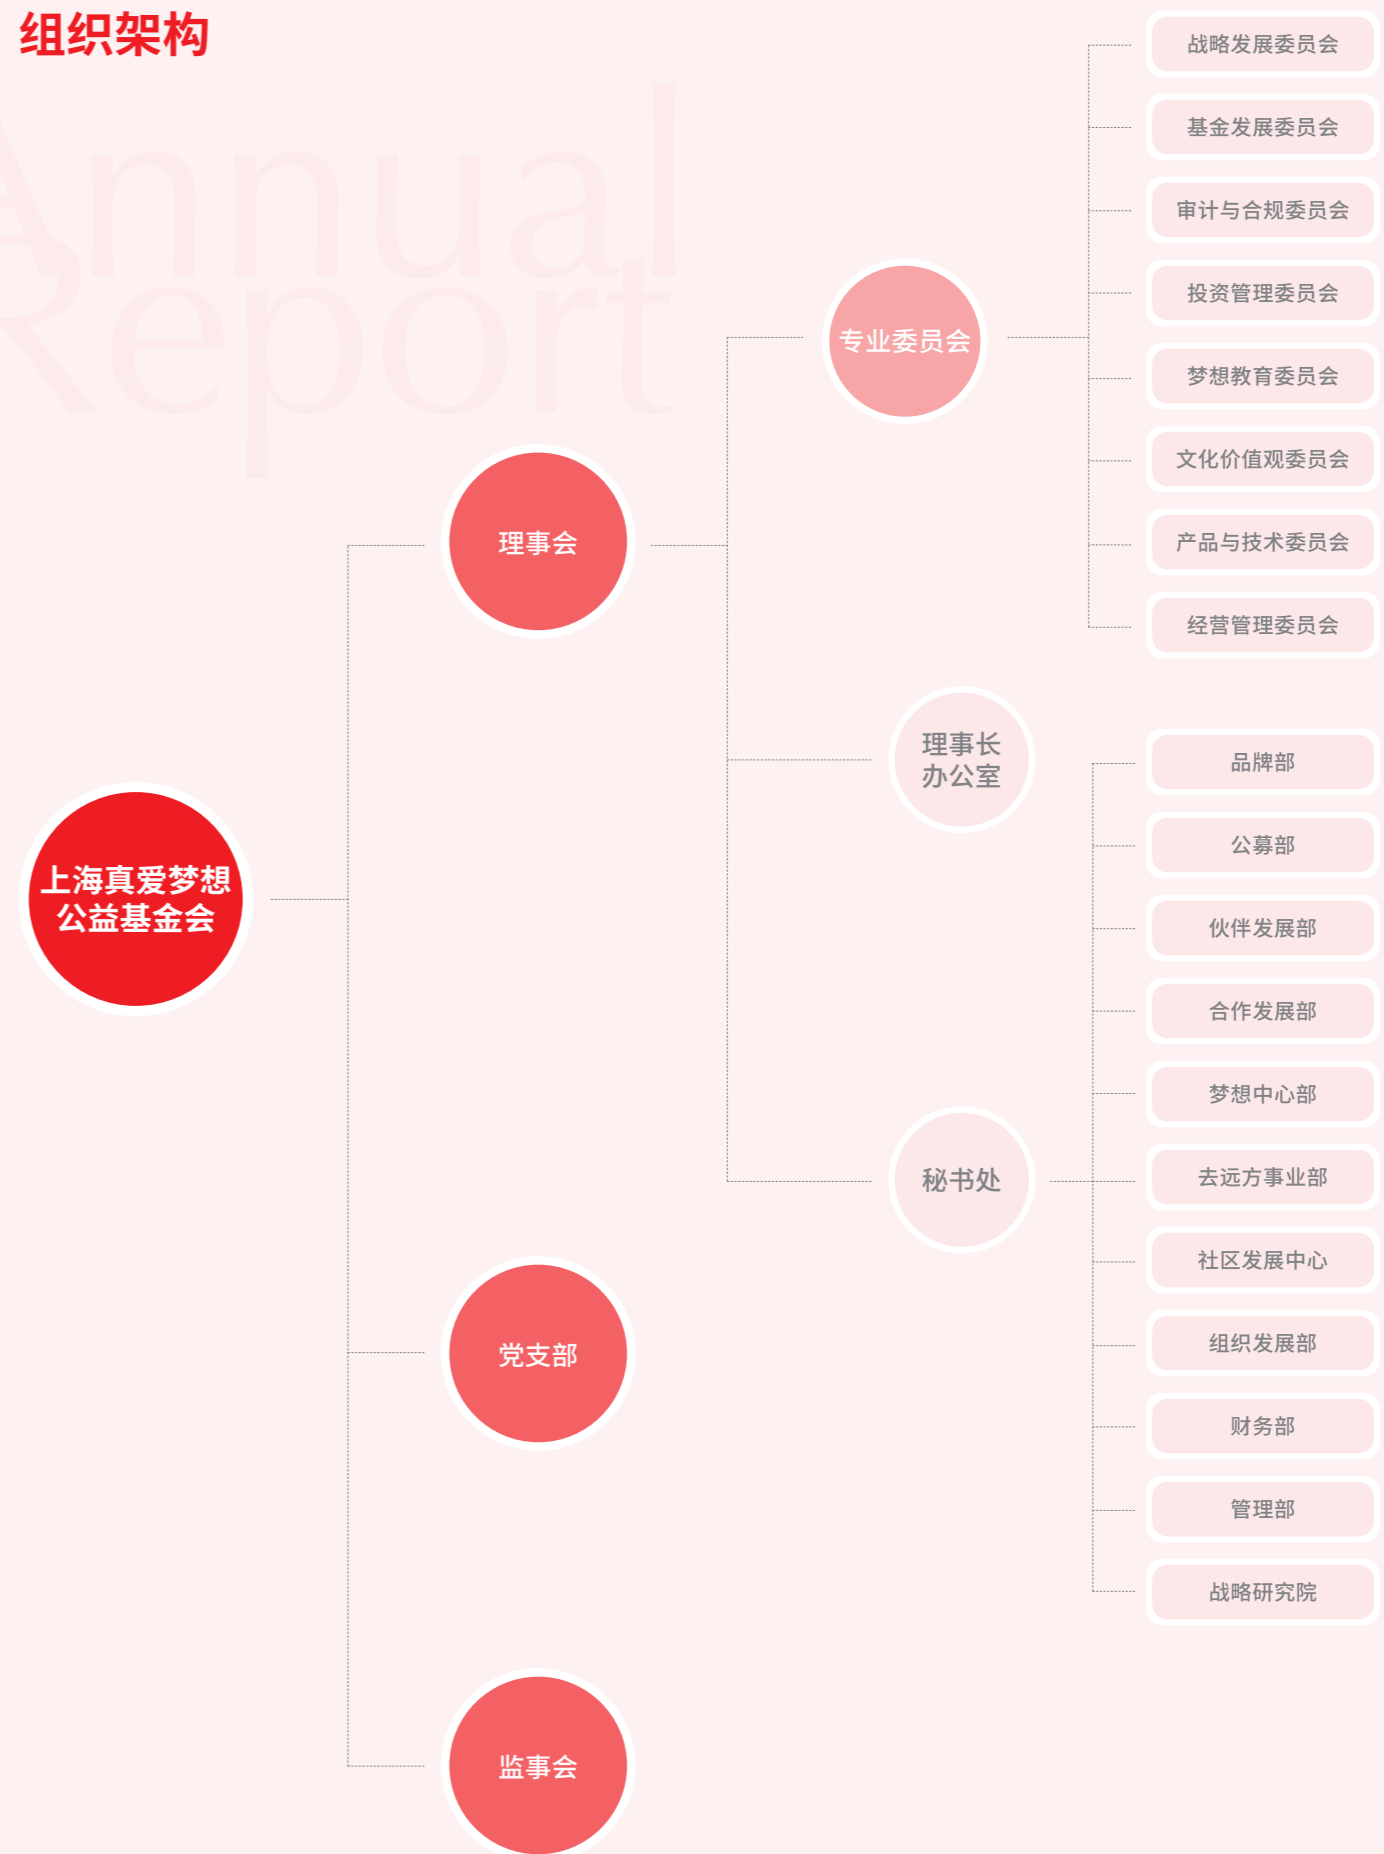 组织架构
Annual
Report
上海真爱梦想
公益基金会
理事会
党支部
监事会
专业委员会
理事长
办公室
秘书处
战略发展委员会
基金发展委员会
审计与合规委员会
投资管理委员会
梦想教育委员会
文化价值观委员会
产品与技术委员会
经营管理委员会
品牌部
公募部
伙伴发展部
合作发展部
梦想中心部
去远方事业部
社区发展中心
组织发展部
财务部
管理部
战略研究院